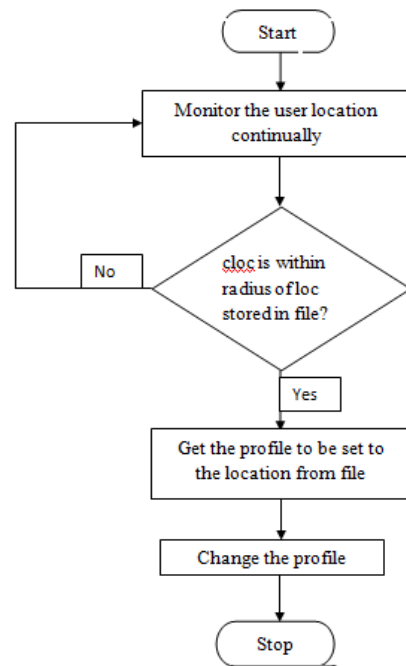 Start
Monitor the user location
continually
cloc is within
radius of loc
stored in file?
No
Yes
Get the profile to be set to
the location from file
Change the profile
Stop